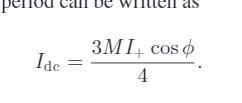 period can be written as
I_dc = 3MI_+ cos ϕ / 4 .